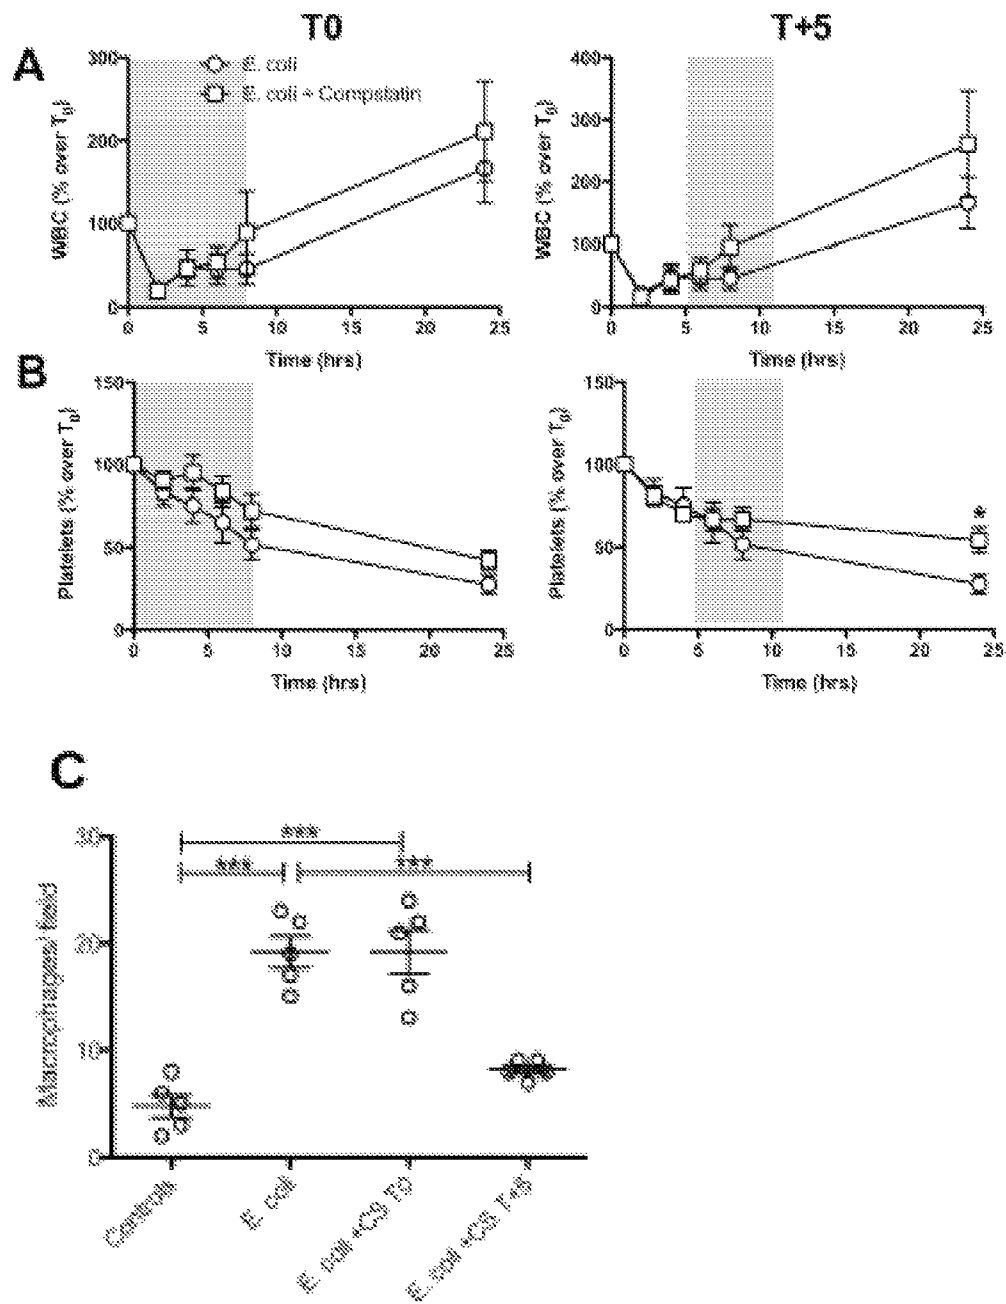 T0
T+5
A
300
200
100
0
WBC (% over T0)
E. coli
E. coli + Compstatin
0 5 10 15 20 25
Time (hrs)
400
300
200
100
0
WBC (% over T0)
0 5 10 15 20 25
Time (hrs)
B
150
100
50
0
Platelets (% over T0)
0 5 10 15 20 25
Time (hrs)
150
100
50
0
Platelets (% over T0)
*
0 5 10 15 20 25
Time (hrs)
C
30
20
10
0
Macrophages/ field
***
***
***
Controls
E. coli
E. coli +CS T0
E. coli +CS T+5